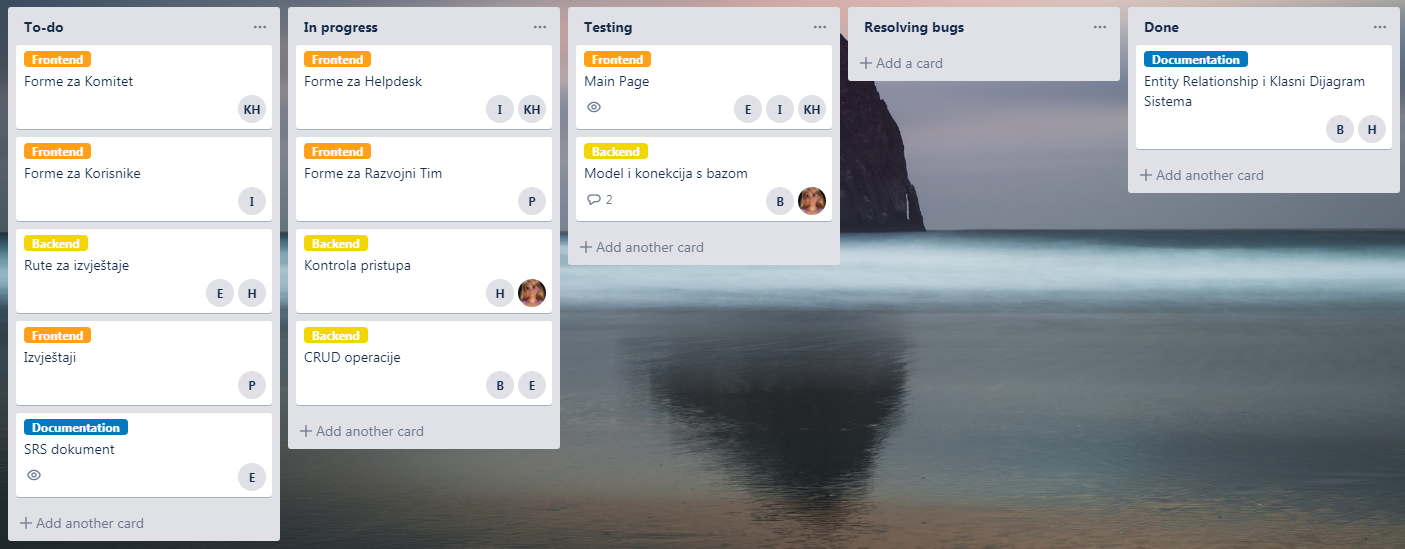 To-do
Frontend
Forme za Komitet
KH
Frontend
Forme za Korisnike
I
Backend
Rute za izvještaje
E H
Frontend
Izvještaji
P
Documentation
SRS dokument
E
Add another card
In progress
Frontend
Forme za Helpdesk
I KH
Frontend
Forme za Razvojni Tim
P
Backend
Kontrola pristupa
H
Backend
CRUD operacije
B E
Add another card
Testing
Frontend
Main Page
E I KH
Backend
Model i konekcija s bazom
2 B
Add another card
Resolving bugs
Add a card
Done
Documentation
Entity Relationship i Klasni Dijagram
Sistema
B H
Add another card